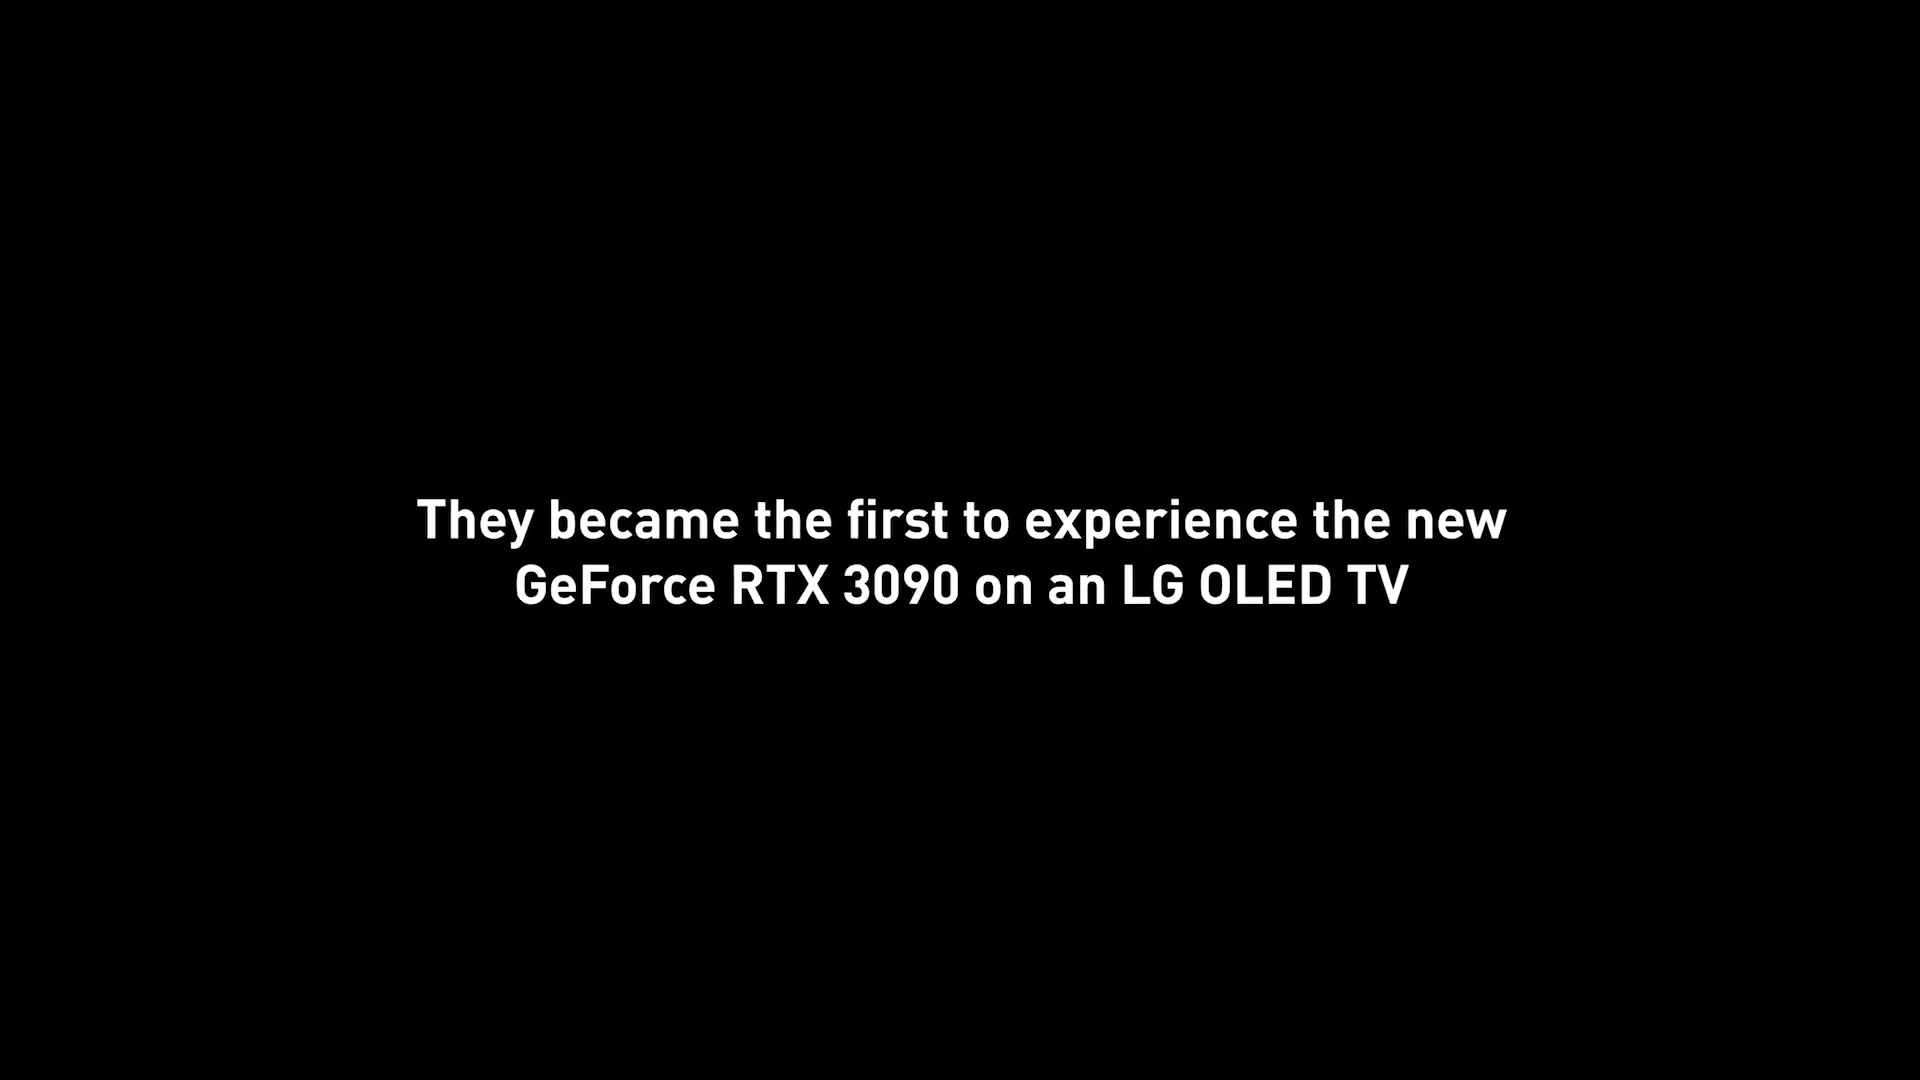 They became the first to experience the new
GeForce RTX 3090 on an LG OLED TV